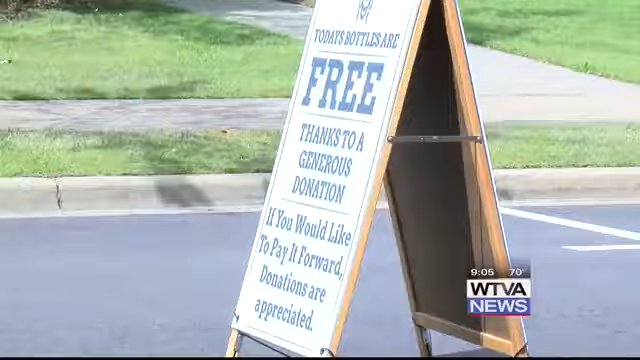 TODAYS BOTTLES ARE
FREE
THANKS TO A
GENEROUS
DONATION
If You Would Like
To Pay It Forward,
Donations are
appreciated.
9:05 70°
WTVA
NEWS